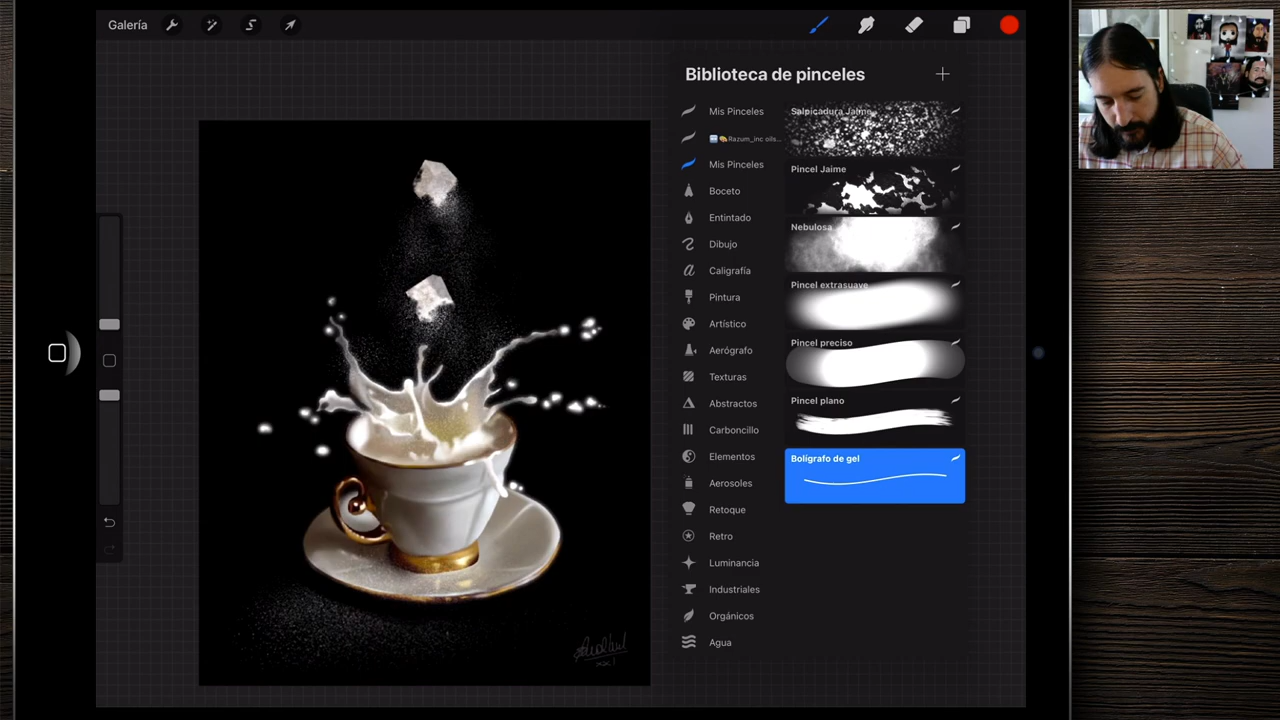 Galería
Biblioteca de pinceles
Mis Pinceles
Razum_inc oils...
Mis Pinceles
Boceto
Entintado
Dibujo
Caligrafía
Pintura
Artístico
Aerógrafo
Texturas
Abstractos
Carboncillo
Elementos
Aerosoles
Retoque
Retro
Luminancia
Industriales
Orgánicos
Agua
Salpicadura Jaime
Pincel Jaime
Nebulosa
Pincel extrasuave
Pincel preciso
Pincel plano
Bolígrafo de gel